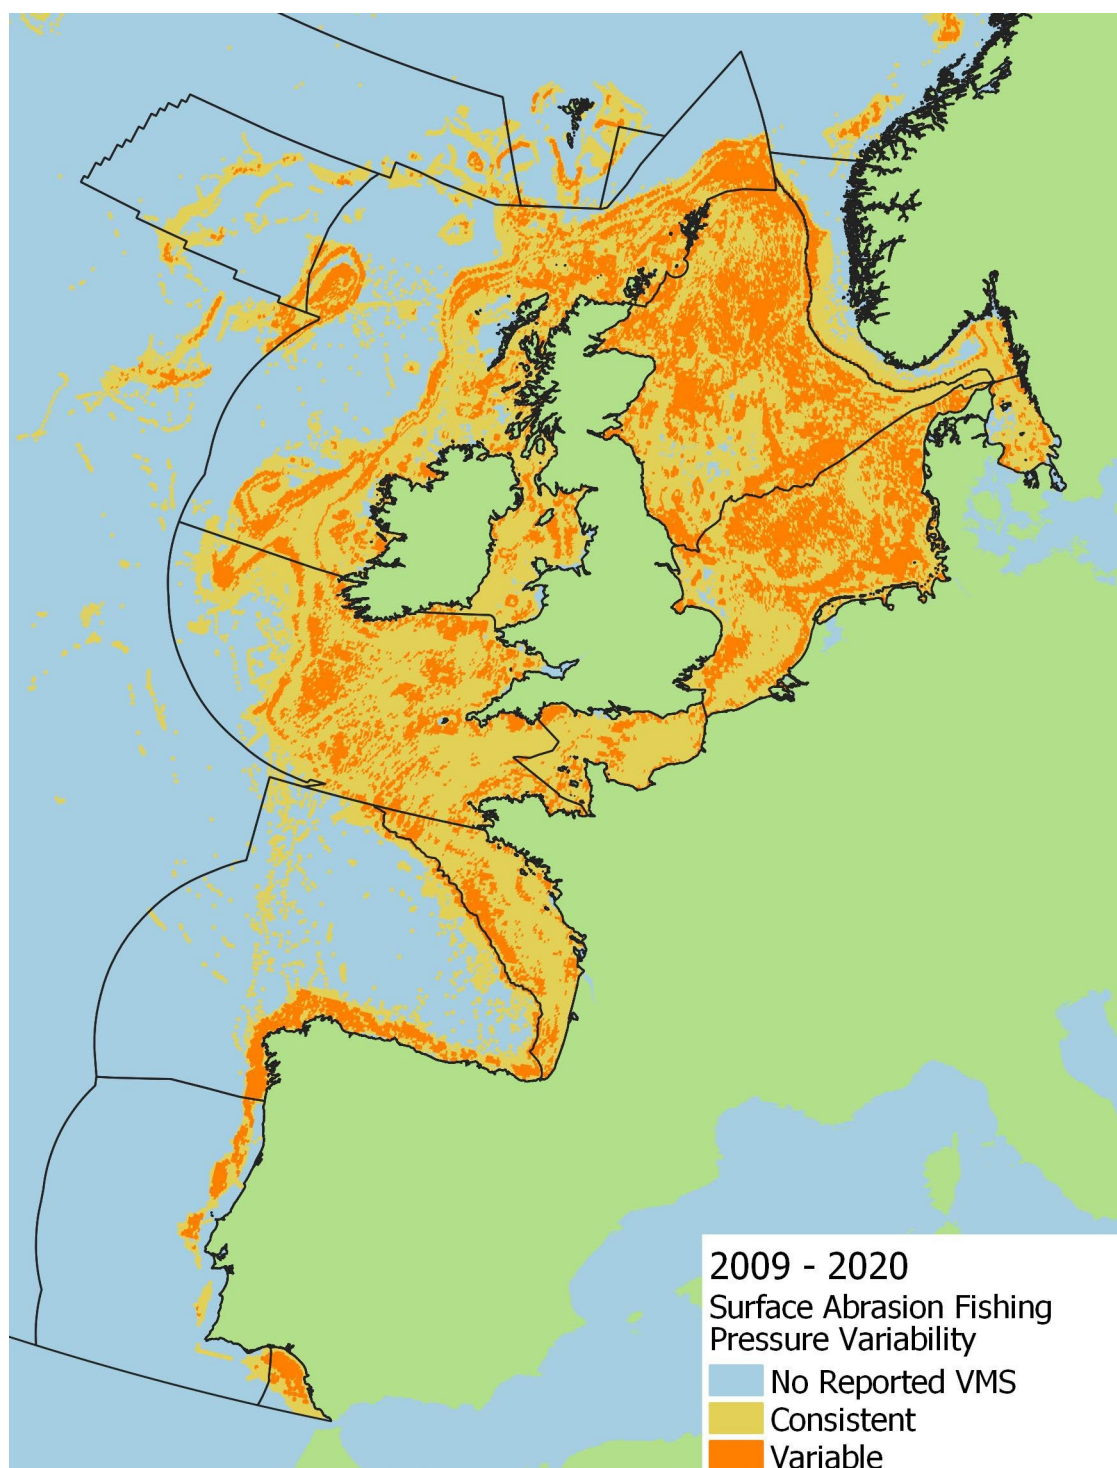 2009 - 2020
Surface Abrasion Fishing
Pressure Variability
No Reported VMS
Consistent
Variable